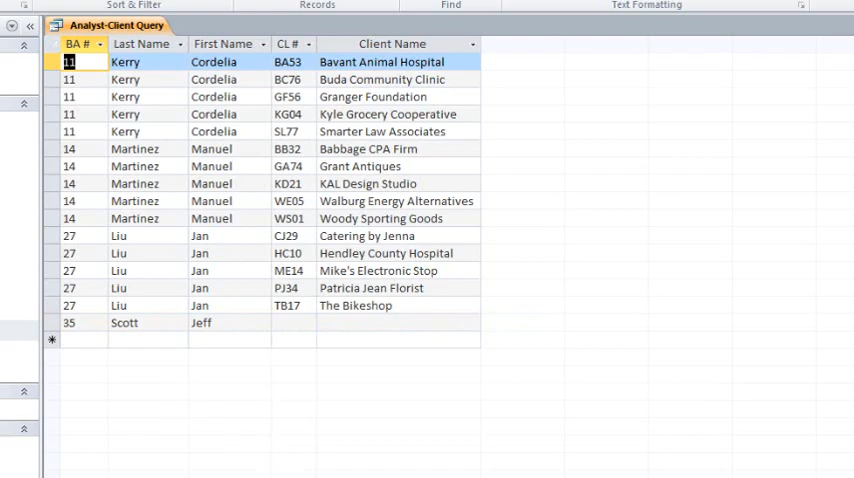 Sort & Filter Records Find Text Formatting
Analyst-Client Query
BA # Last Name First Name CL # Client Name
11 Kerry Cordelia BA53 Bavant Animal Hospital
11 Kerry Cordelia BC76 Buda Community Clinic
11 Kerry Cordelia GF56 Granger Foundation
11 Kerry Cordelia KG04 Kyle Grocery Cooperative
11 Kerry Cordelia SL77 Smarter Law Associates
14 Martinez Manuel BB32 Babbage CPA Firm
14 Martinez Manuel GA74 Grant Antiques
14 Martinez Manuel KD21 KAL Design Studio
14 Martinez Manuel WE05 Walburg Energy Alternatives
14 Martinez Manuel WS01 Woody Sporting Goods
27 Liu Jan CJ29 Catering by Jenna
27 Liu Jan HC10 Hendley County Hospital
27 Liu Jan ME14 Mike's Electronic Stop
27 Liu Jan PJ34 Patricia Jean Florist
27 Liu Jan TB17 The Bikeshop
35 Scott Jeff